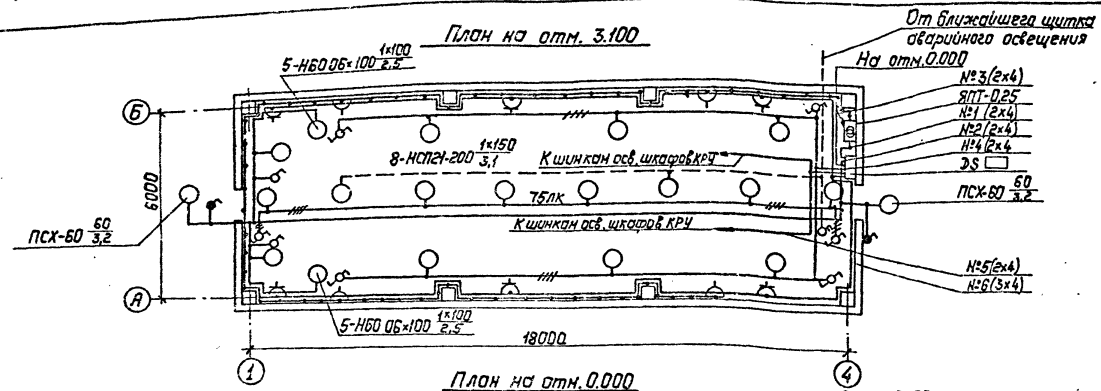 План на отм. 3.100
От ближайшего щитка
аварийного освещения
На отм. 0.000
5-НБО 06×100 1×100
2,5
№3 (2×4)
ЯПТ-0,25
№1 (2×4)
№2 (2×4)
№4 (2×4
DS
Б
8-НСП21-200 1×150
3,1
К шинкам осв. шкафов КРУ
6000
75лк
ПСХ-60 60
3,2
ПСХ-60 60
3,2
К шинкам осв. шкафов КРУ
№5 (2×4)
№6 (3×4)
А
5-НБО 06×100 1×100
2,5
18000
1
4
План на отм. 0.000